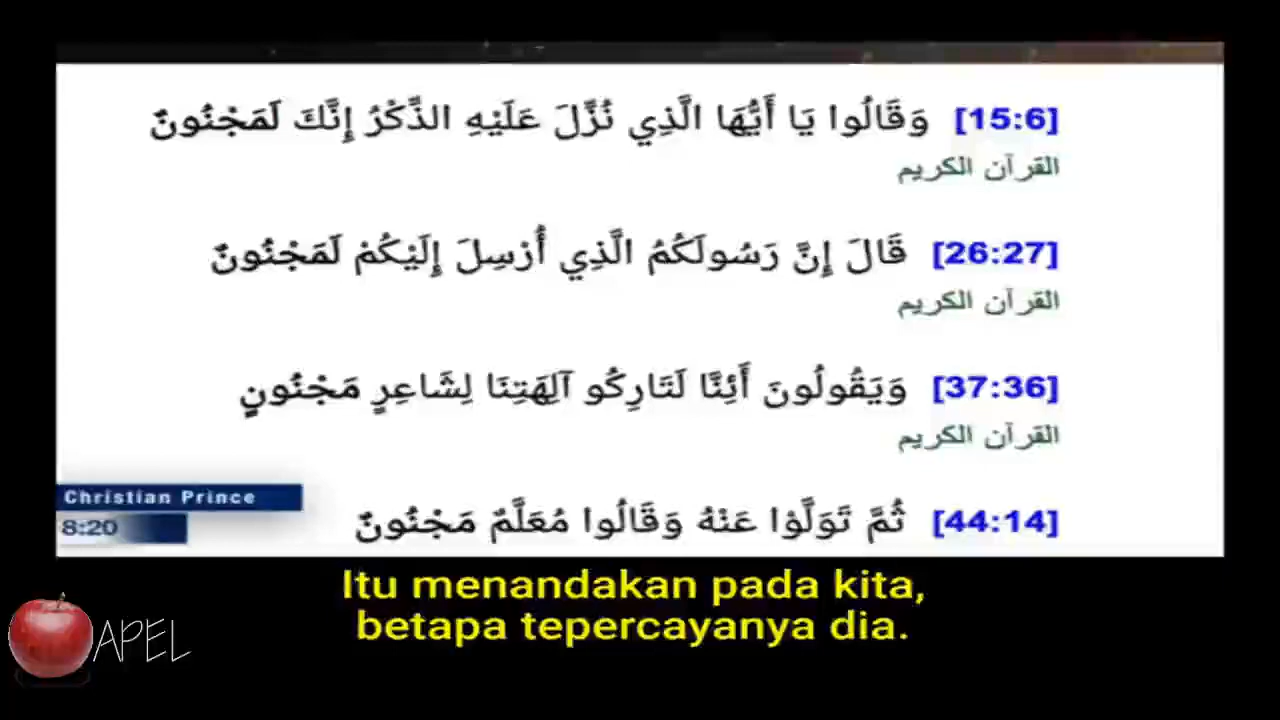 [15:6] وَقَالُوا يَا أَيُّهَا الَّذِي نُزِّلَ عَلَيْهِ الذِّكْرُ إِنَّكَ لَمَجْنُونٌ
القرآن الكريم
[26:27] قَالَ إِنَّ رَسُولَكُمُ الَّذِي أُرْسِلَ إِلَيْكُمْ لَمَجْنُونٌ
القرآن الكريم
[37:36] وَيَقُولُونَ أَئِنَّا لَتَارِكُو آلِهَتِنَا لِشَاعِرٍ مَجْنُونٍ
القرآن الكريم
Christian Prince
[44:14] ثُمَّ تَوَلَّوْا عَنْهُ وَقَالُوا مُعَلَّمٌ مَجْنُونٌ
8:20
Itu menandakan pada kita,
betapa tepercayanya dia.
APEL